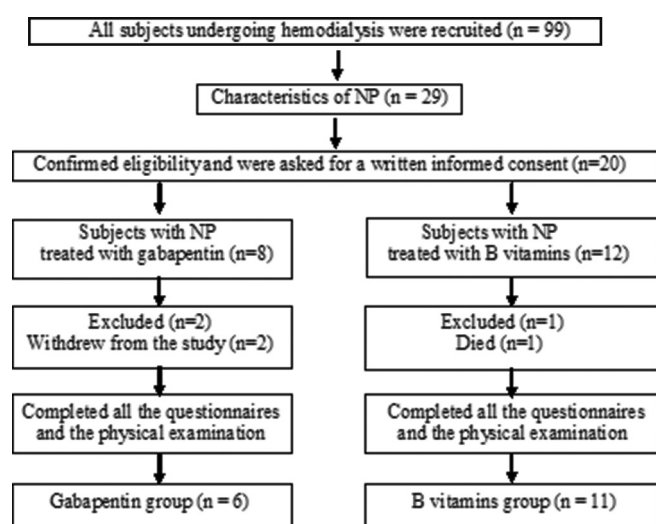 All subjects undergoing hemodialysis were recruited (n = 99)
Characteristics of NP (n = 29)
Confirmed eligibility and were asked for a written informed consent (n=20)
Subjects with NP
treated with gabapentin (n=8)
Subjects with NP
treated with B vitamins (n=12)
Excluded (n=2)
Withdrew from the study (n=2)
Excluded (n=1)
Died (n=1)
Completed all the questionnaires
and the physical examination
Completed all the questionnaires
and the physical examination
Gabapentin group (n = 6)
B vitamins group (n = 11)